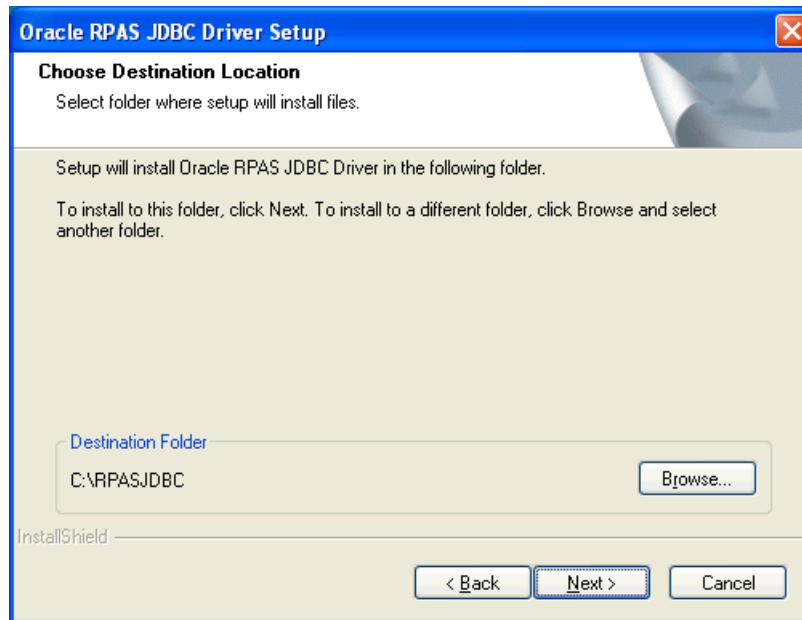 Oracle RPAS JDBC Driver Setup
Choose Destination Location
Select folder where setup will install files.
Setup will install Oracle RPAS JDBC Driver in the following folder.
To install to this folder, click Next. To install to a different folder, click Browse and select
another folder.
Destination Folder
C:\RPASJDBC
Browse...
InstallShield
< Back
Next >
Cancel